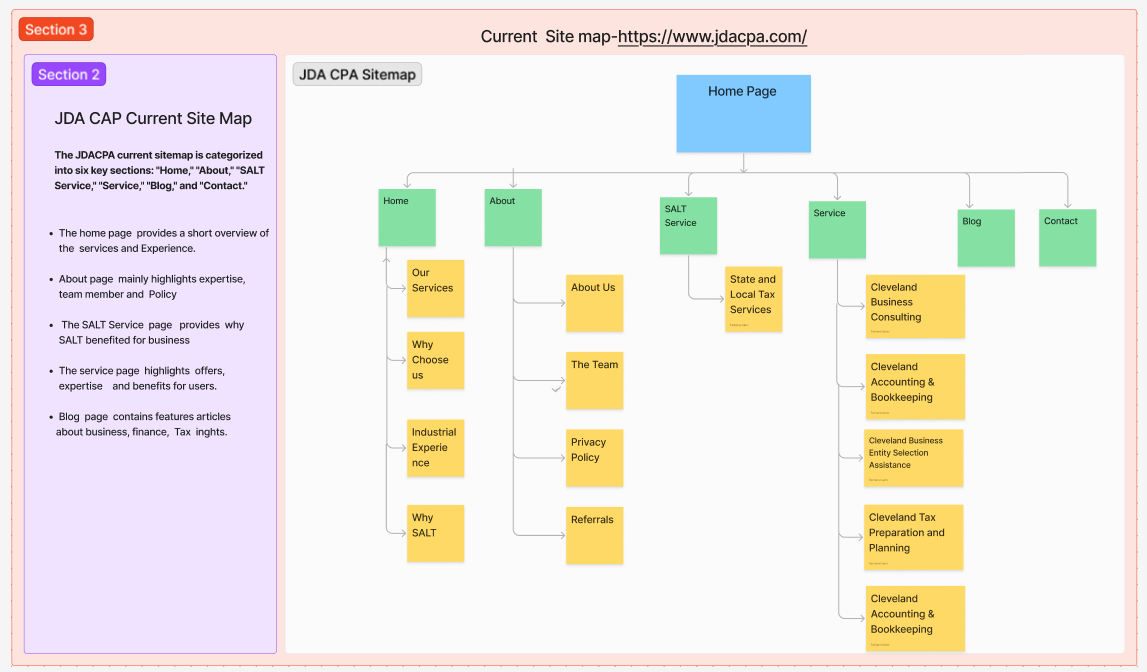 Section 3
Current Site map-https://www.jdacpa.com/
Section 2
JDA CAP Current Site Map
The JDACPA current sitemap is categorized
into six key sections: "Home," "About," "SALT
Service," "Service," "Blog," and "Contact."
• The home page provides a short overview of
the services and Experience.
• About page mainly highlights expertise,
team member and Policy
• The SALT Service page provides why
SALT benefited for business
• The service page highlights offers,
expertise and benefits for users.
• Blog page contains features articles
about business, finance, Tax inghts.
JDA CPA Sitemap
Home Page
Home
About
SALT
Service
Service
Blog
Contact
Our
Services
Why
Choose
us
Industrial
Experie
nce
Why
SALT
About Us
The Team
Privacy
Policy
Referrals
State and
Local Tax
Services
Cleveland
Business
Consulting
Cleveland
Accounting &
Bookkeeping
Cleveland Business
Entity Selection
Assistance
Cleveland Tax
Preparation and
Planning
Cleveland
Accounting &
Bookkeeping